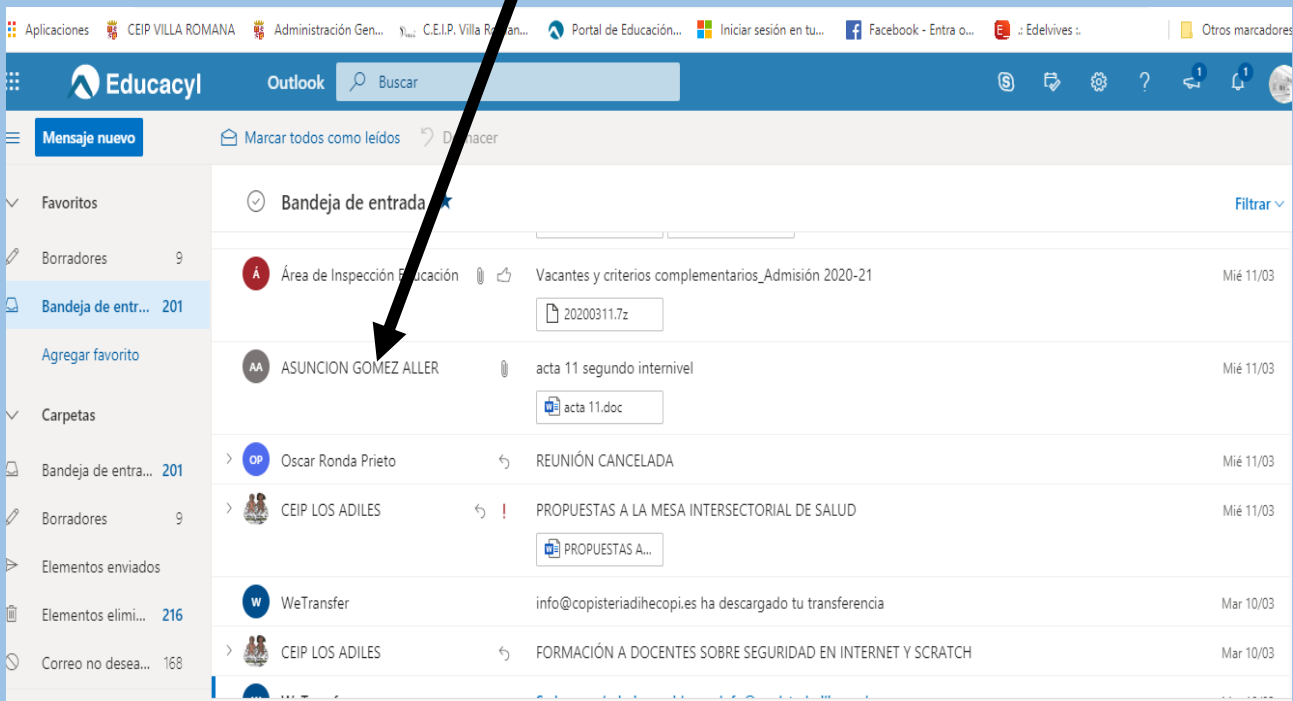 Aplicaciones CEIP VILLA ROMANA Administración Gen... C.E.I.P. Villa Roman... Portal de Educación... Iniciar sesión en tu... Facebook - Entra o... .: Edelvives :. Otros marcadores
Educacyl Outlook Buscar ? 1 1
Mensaje nuevo Marcar todos como leídos Deshacer
Favoritos Bandeja de entrada Filtrar
Borradores 9
Á Área de Inspección Educación Vacantes y criterios complementarios_Admisión 2020-21 Mié 11/03
Bandeja de entr... 201 20200311.7z
Agregar favorito
AA ASUNCION GOMEZ ALLER acta 11 segundo internivel Mié 11/03
Carpetas acta 11.doc
Bandeja de entra... 201 OP Oscar Ronda Prieto REUNIÓN CANCELADA Mié 11/03
Borradores 9 CEIP LOS ADILES ! PROPUESTAS A LA MESA INTERSECTORIAL DE SALUD Mié 11/03
PROPUESTAS A...
Elementos enviados
W WeTransfer info@copisteriadihecopi.es ha descargado tu transferencia Mar 10/03
Elementos elimi... 216
Correo no desea... 168 CEIP LOS ADILES FORMACIÓN A DOCENTES SOBRE SEGURIDAD EN INTERNET Y SCRATCH Mar 10/03